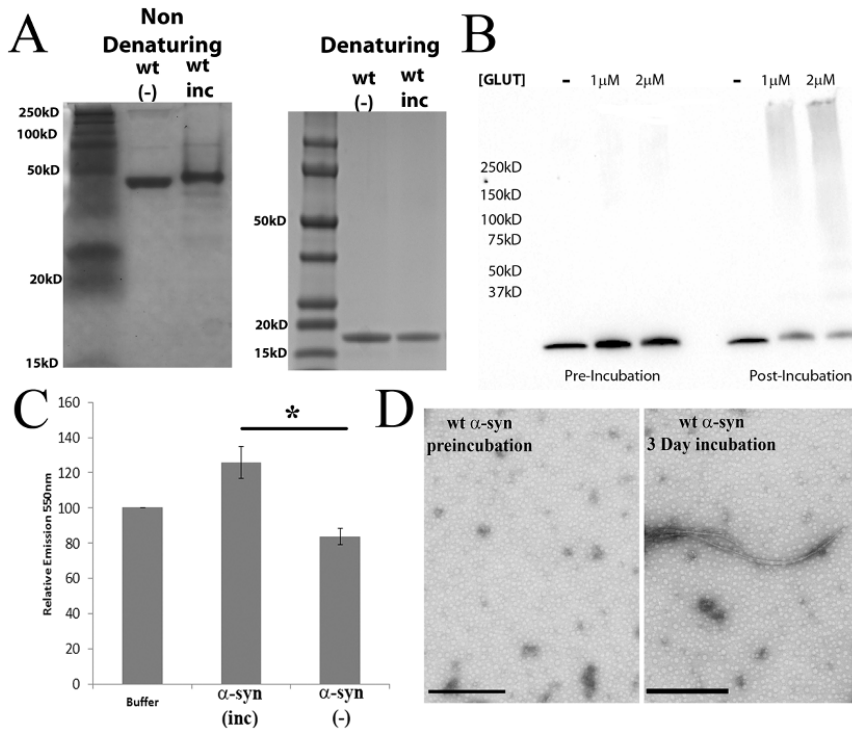 A
Non
Denaturing
wt
(-)
wt
inc
250kD
100kD
50kD
20kD
15kD
Denaturing
wt
(-)
wt
inc
50kD
20kD
15kD
B
[GLUT]
-
1μM
2μM
-
1μM
2μM
250kD
150kD
100kD
75kD
50kD
37kD
Pre-Incubation
Post-Incubation
C
Relative Emission 550nm
160
140
120
100
80
60
40
20
0
*
Buffer
α-syn
(inc)
α-syn
(-)
D
wt α-syn
preincubation
wt α-syn
3 Day incubation